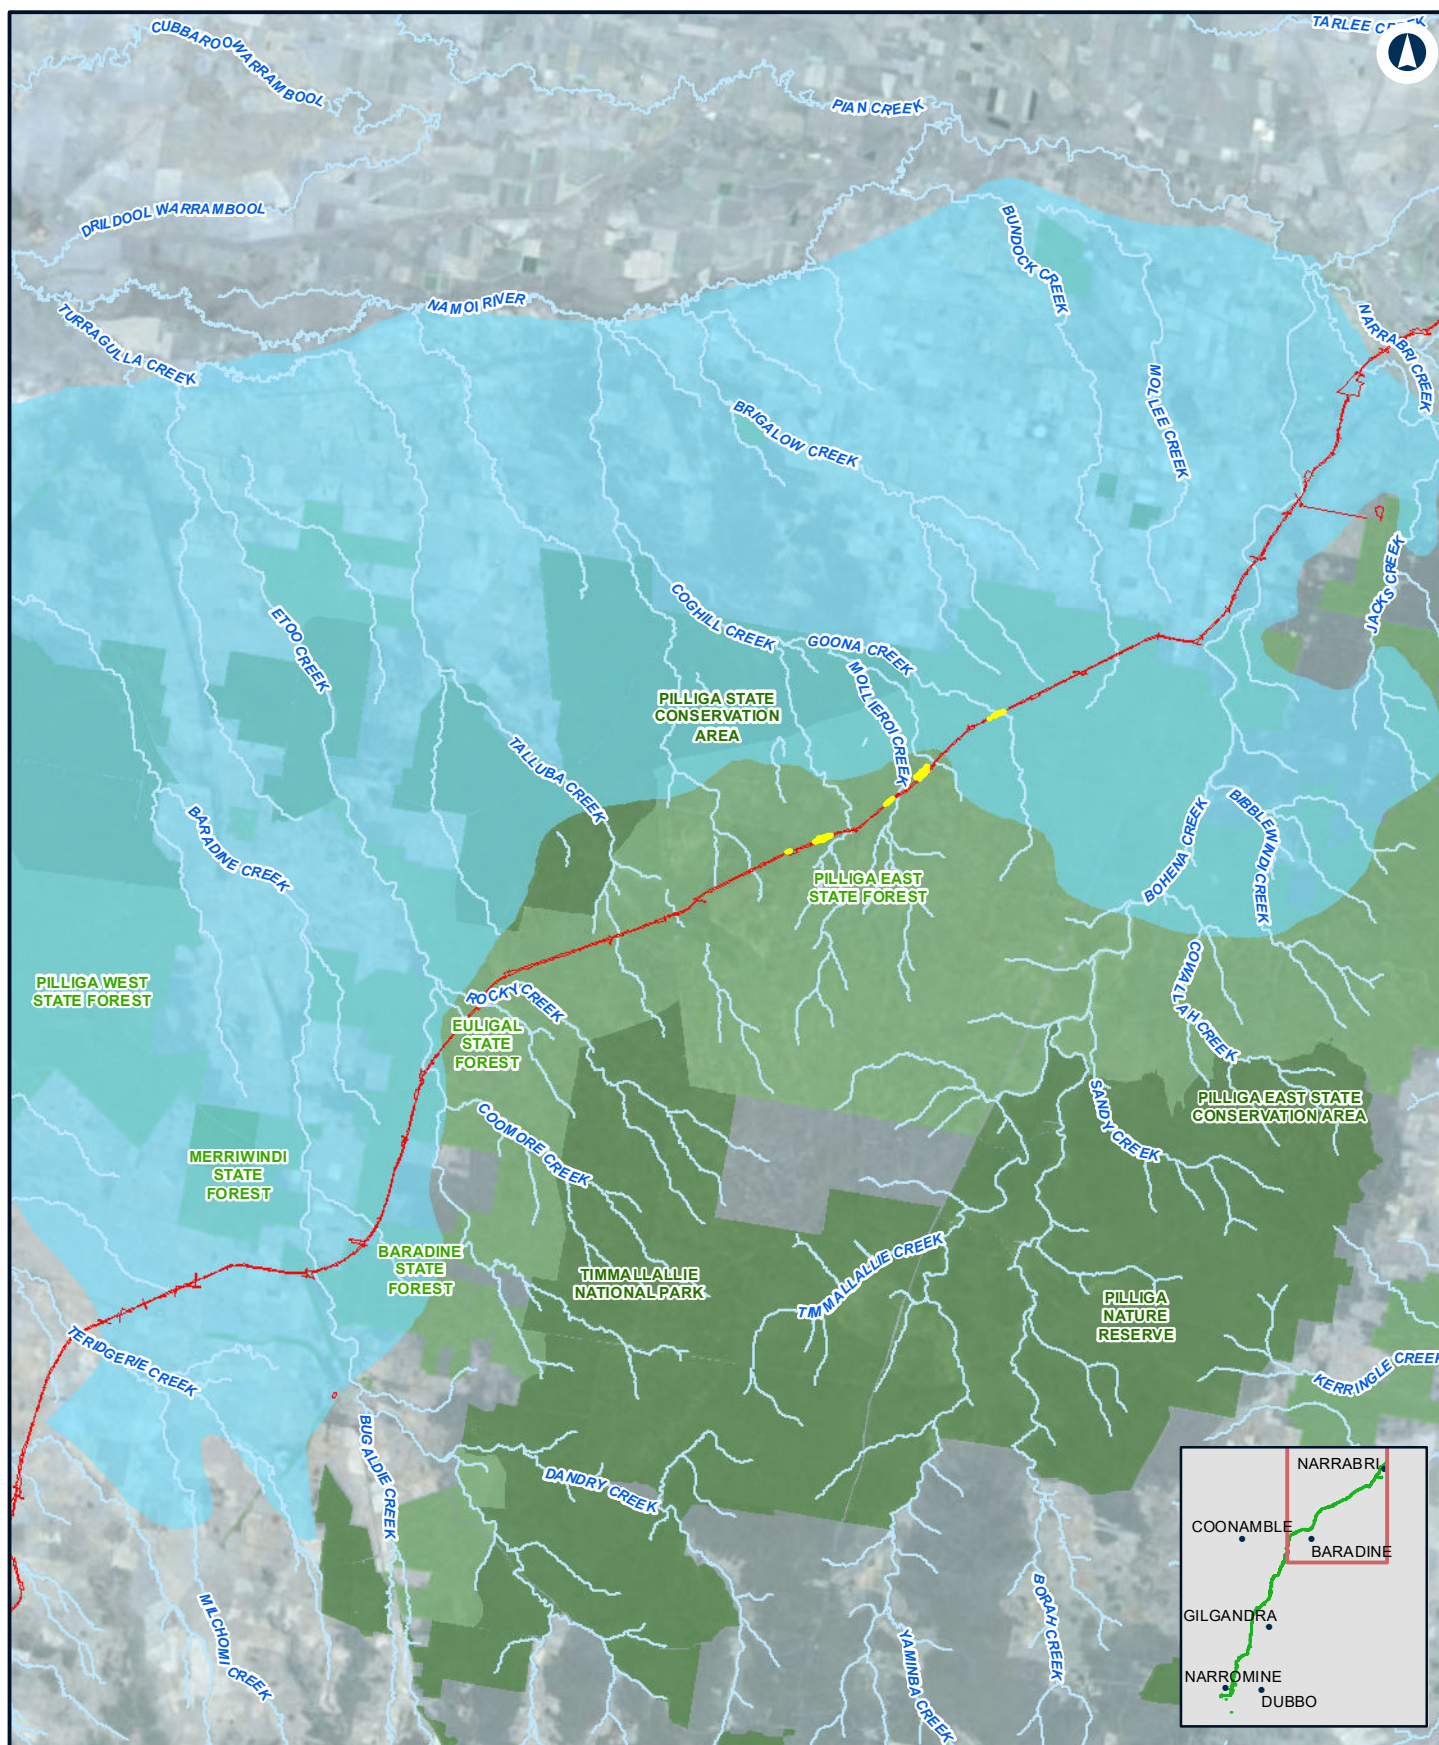 CUBBAROO WARRAMBOOL
TARLEE CREEK
PIAN CREEK
DRILDOOL WARRAMBOOL
BUNDOCK CREEK
NAMOI RIVER
TURRAGULLA CREEK
NARRABRI CREEK
MOLLEE CREEK
BRIGALOW CREEK
JACKS CREEK
COGHILL CREEK
GOONA CREEK
ETOO CREEK
MOLLIEROI CREEK
PILLIGA STATE
CONSERVATION
AREA
TALLUBA CREEK
BARADINE CREEK
BIBBLEWINDI CREEK
BOHENA CREEK
PILLIGA EAST
STATE FOREST
COWALLAH CREEK
PILLIGA WEST
STATE FOREST
ROCKY CREEK
EULIGAL
STATE
FOREST
SANDY CREEK
PILLIGA EAST STATE
CONSERVATION AREA
COOMORE CREEK
MERRIWINDI
STATE
FOREST
BARADINE
STATE
FOREST
TIMMALLALLIE CREEK
TIMMALLALLIE
NATIONAL PARK
PILLIGA
NATURE
RESERVE
TERIDGERIE CREEK
KERRINGLE CREEK
BUGALDIE CREEK
DANDRY CREEK
MILCHOMI CREEK
BORAH CREEK
YAMINBA CREEK
NARRABRI
COONAMBLE
BARADINE
GILGANDRA
NARROMINE
DUBBO